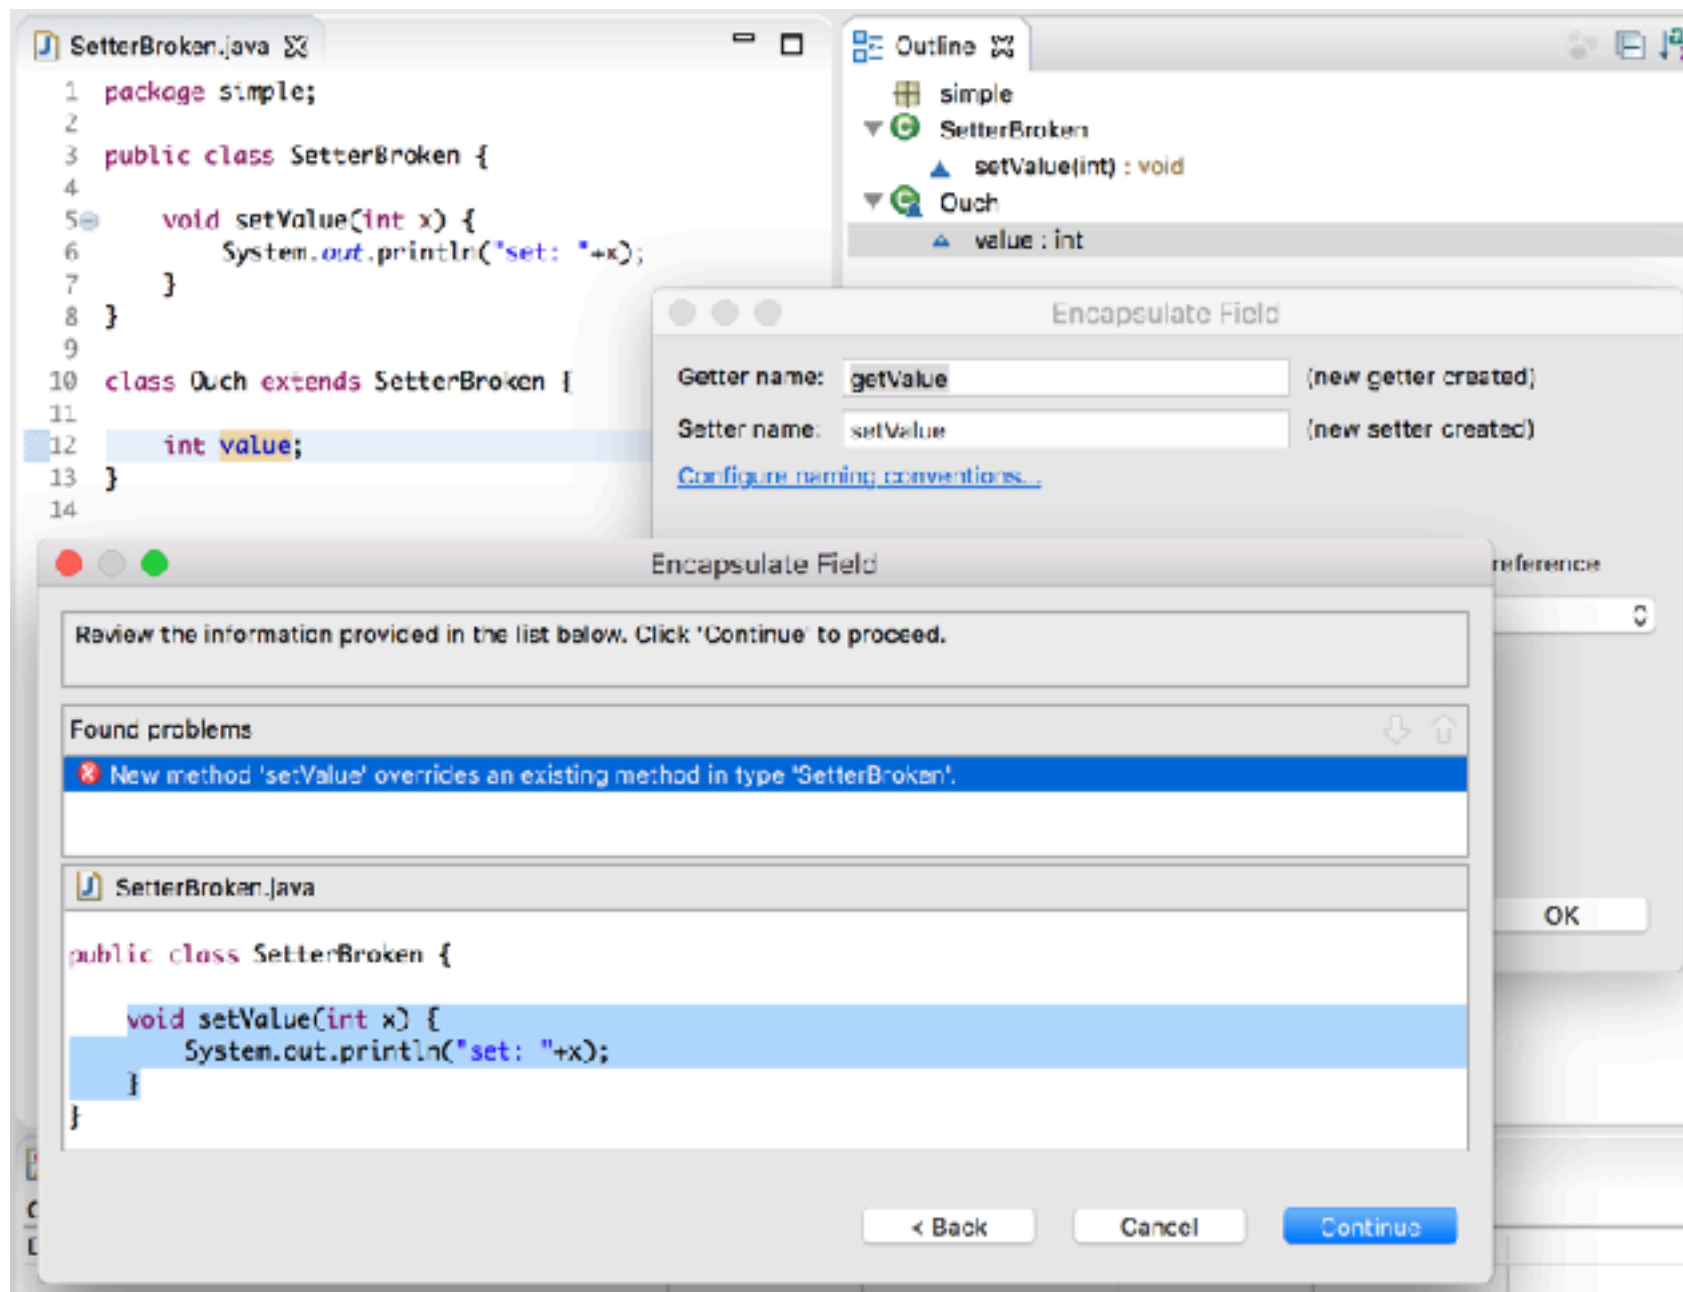 SetterBroken.java
1 package simple;
2
3 public class SetterBroken {
4
5 void setValue(int x) {
6 System.out.println("set: "+x);
7 }
8 }
9
10 class Ouch extends SetterBroken {
11
12 int value;
13 }
14
Outline
simple
SetterBroken
setValue(int) : void
Ouch
value : int
Encapsulate Field
Getter name: getValue (new getter created)
Setter name: setValue (new setter created)
Configure naming conventions...
reference
OK
Encapsulate Field
Review the information provided in the list below. Click 'Continue' to proceed.
Found problems
New method 'setValue' overrides an existing method in type 'SetterBroken'.
SetterBroken.java
public class SetterBroken {
void setValue(int x) {
System.out.println("set: "+x);
}
}
< Back
Cancel
Continue